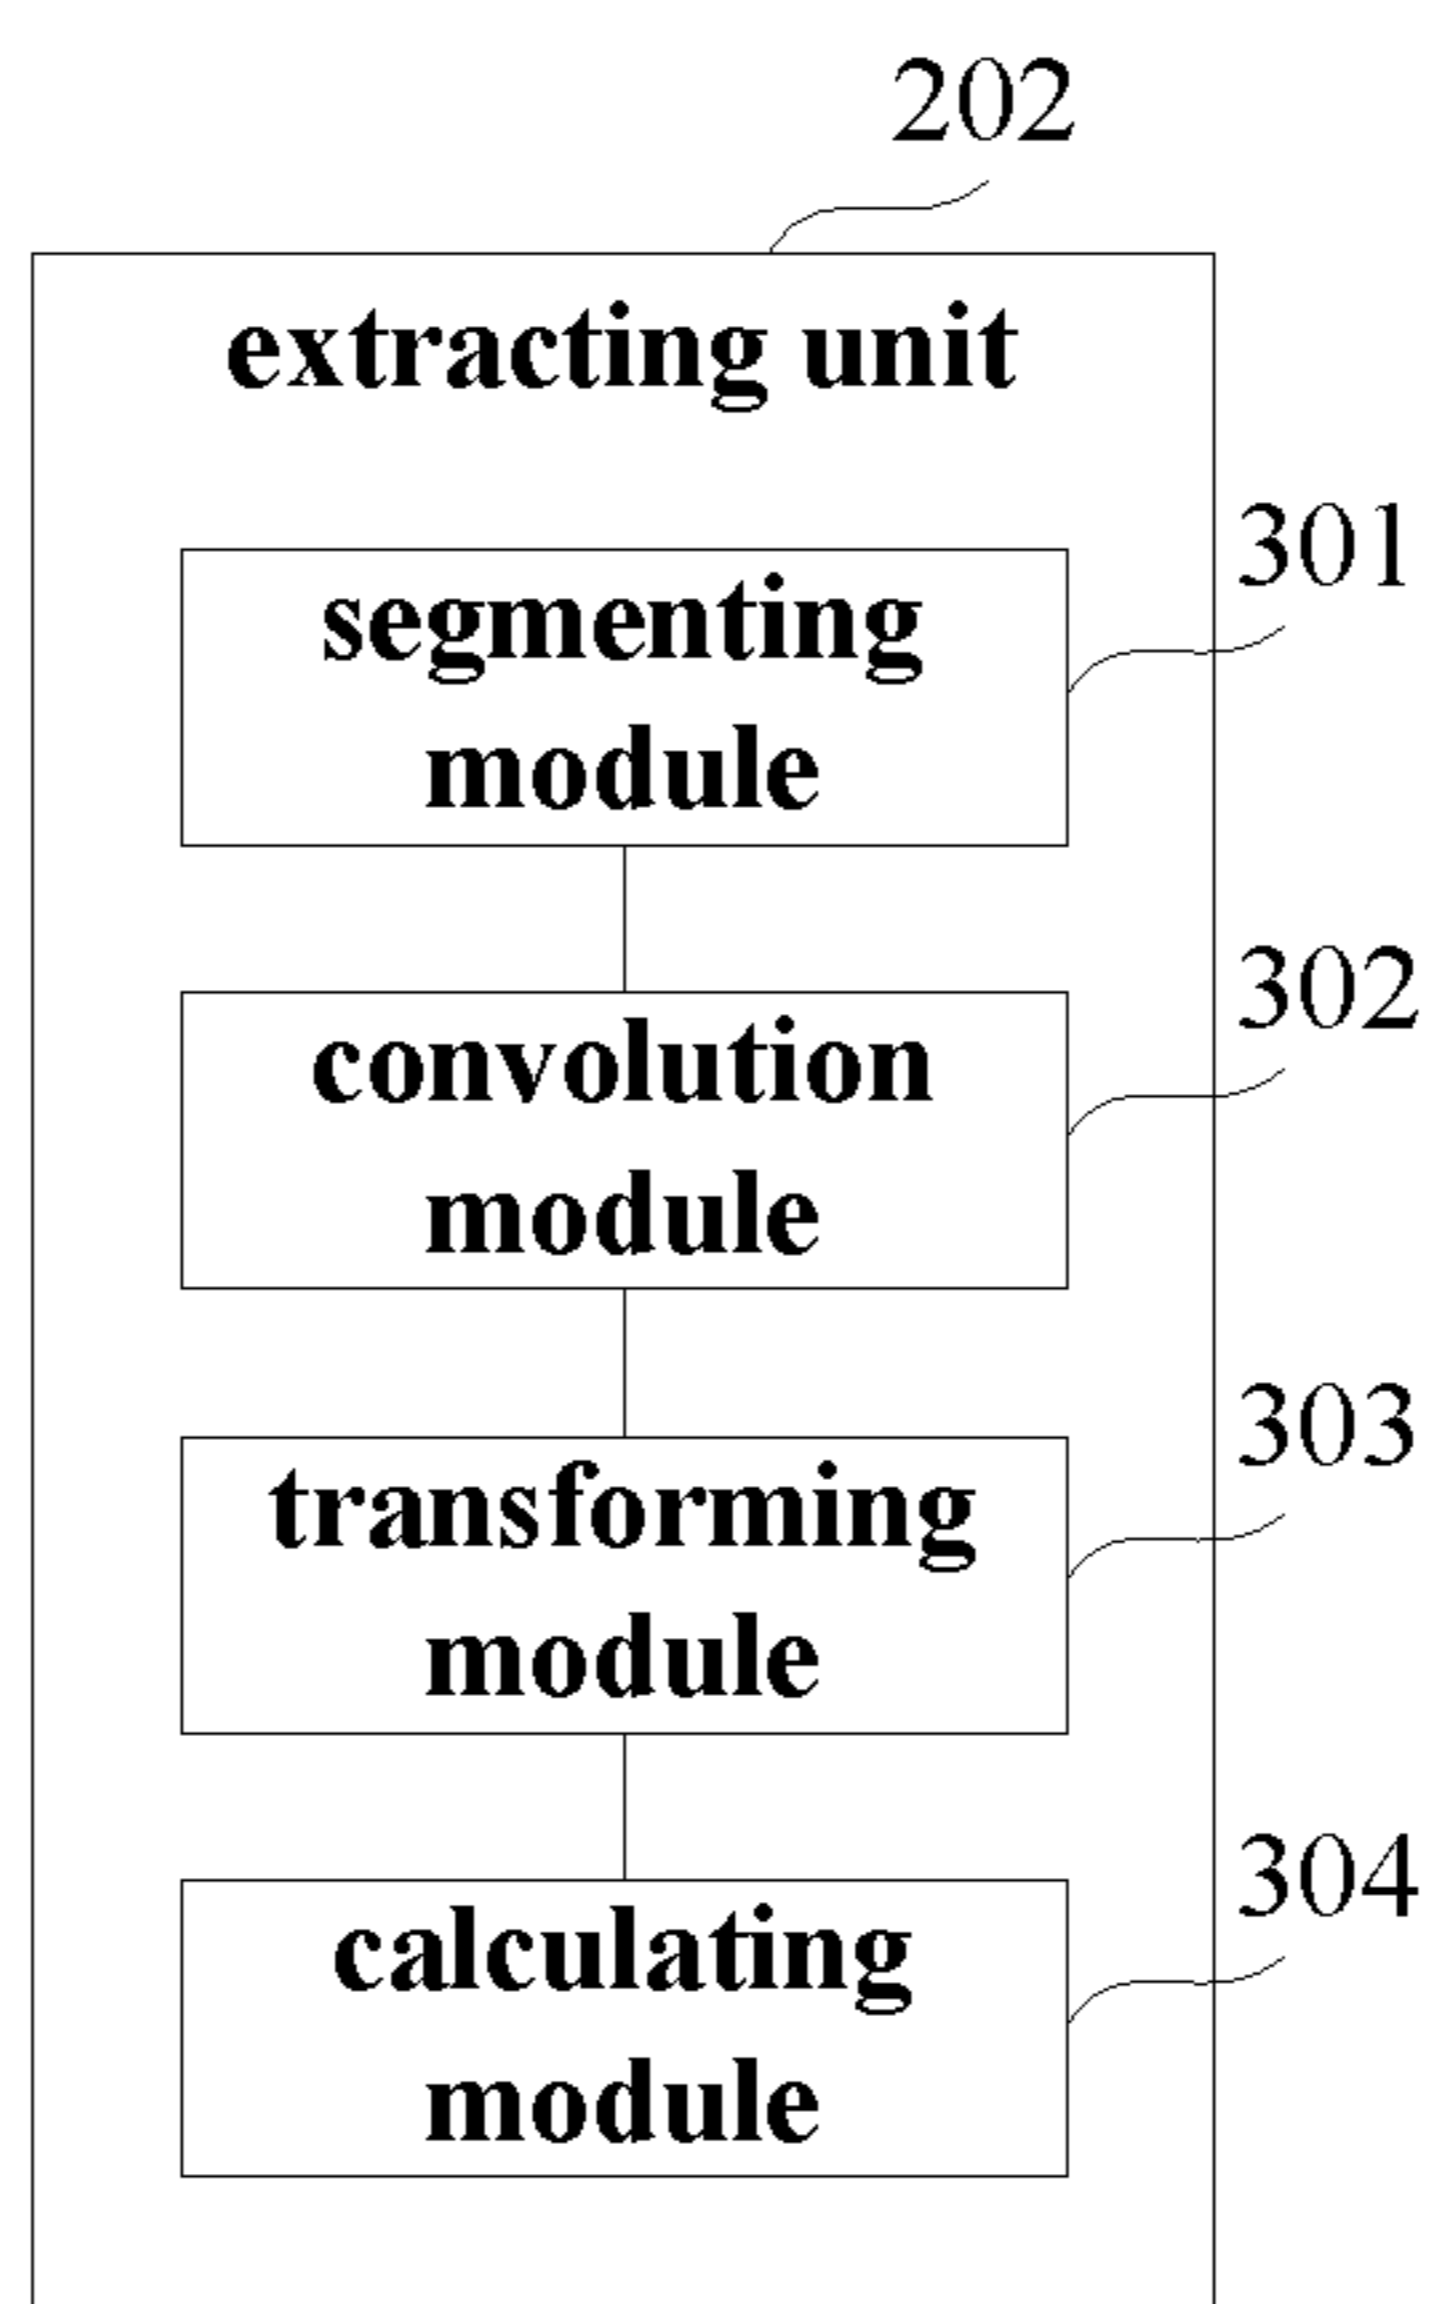 202
extracting unit
301
segmenting
module
302
convolution
module
303
transforming
module
304
calculating
module